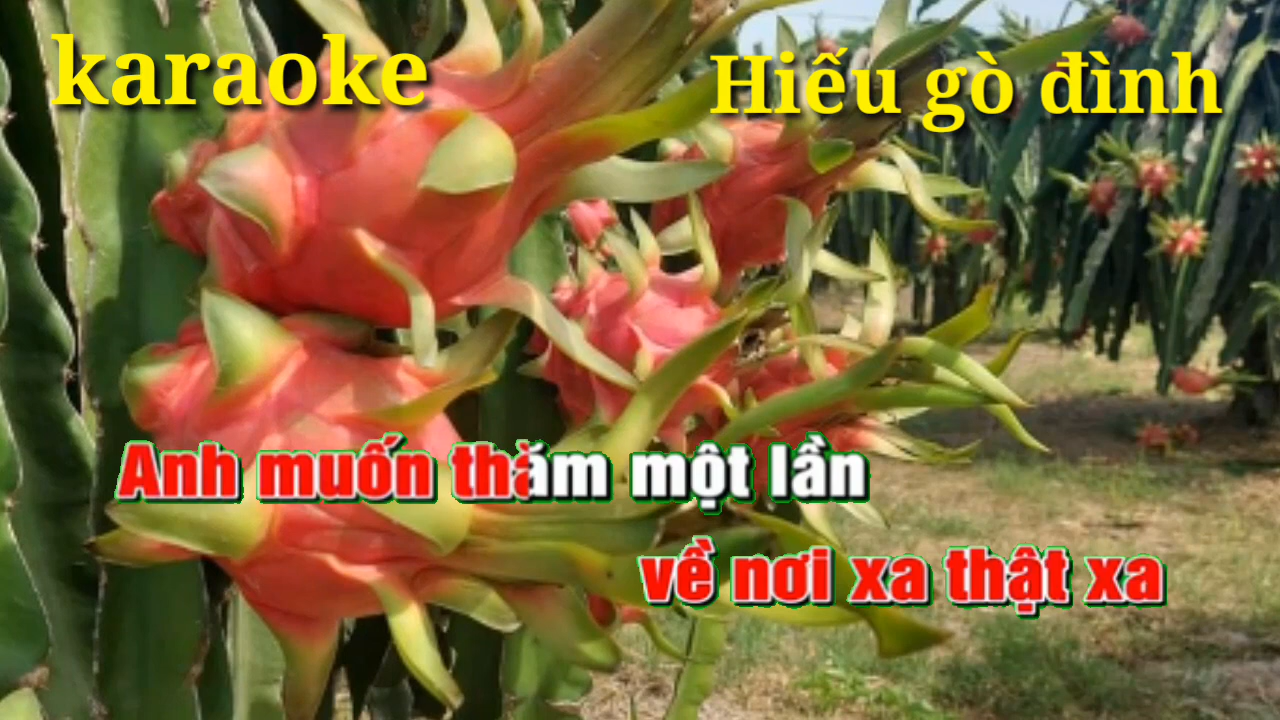 karaoke
Hiếu gò đình
Anh muốn thăm một lần
về nơi xa thật xa